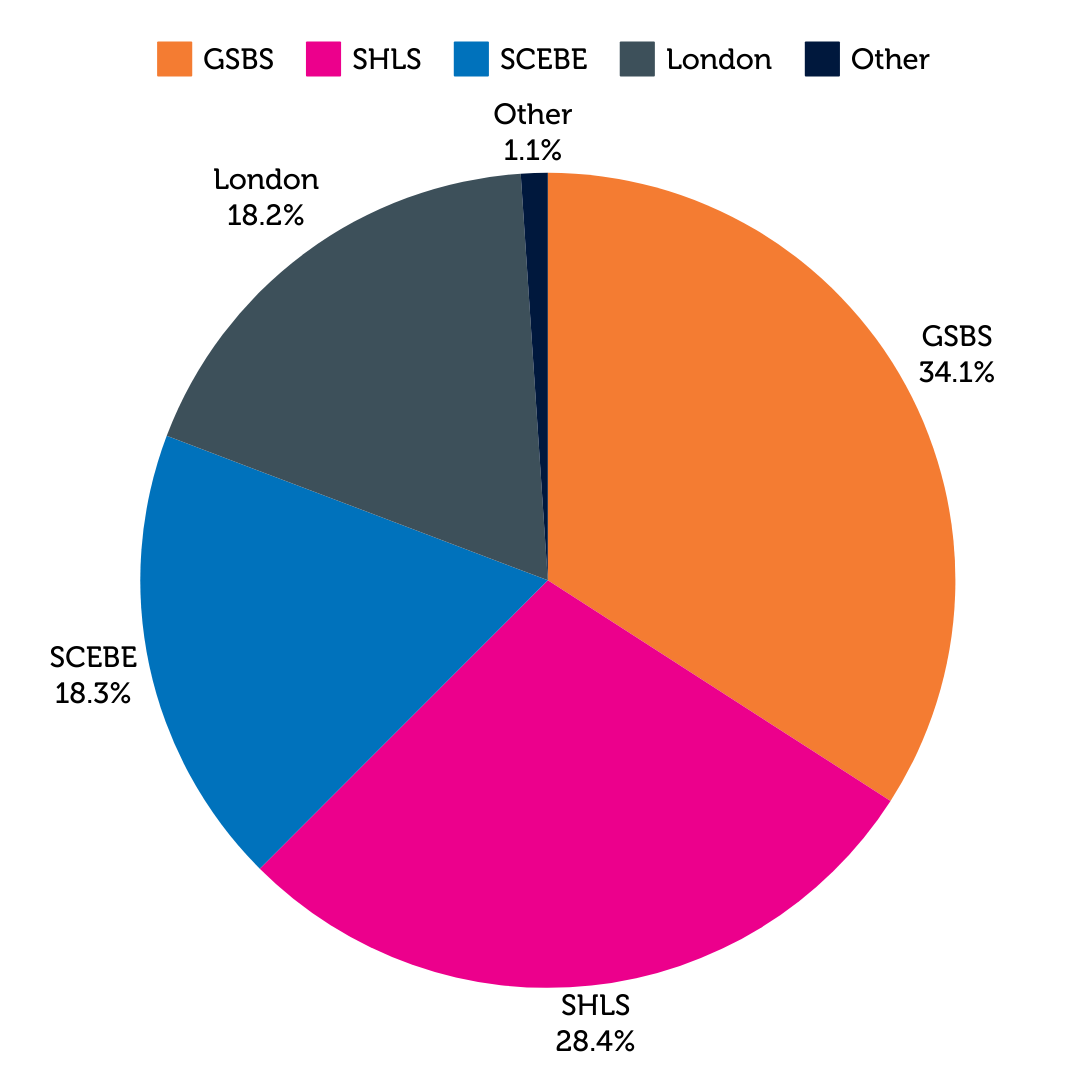 GSBS SHLS SCEBE London Other
Other
1.1%
London
18.2%
GSBS
34.1%
SCEBE
18.3%
SHLS
28.4%